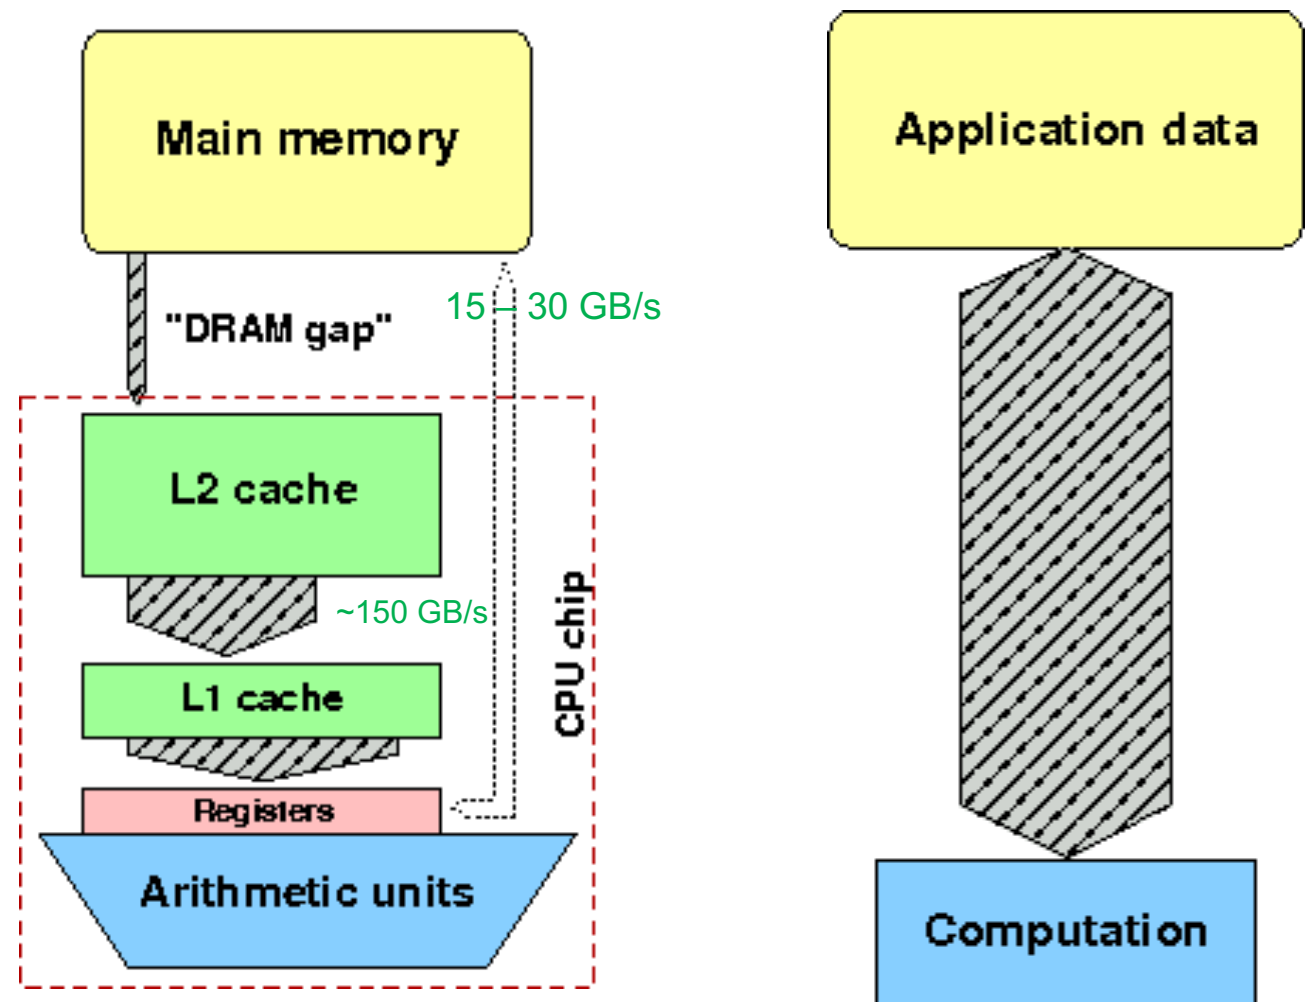 Main memory
"DRAM gap"
15 – 30 GB/s
L2 cache
~150 GB/s
L1 cache
CPU chip
Registers
Arithmetic units
Application data
Computation